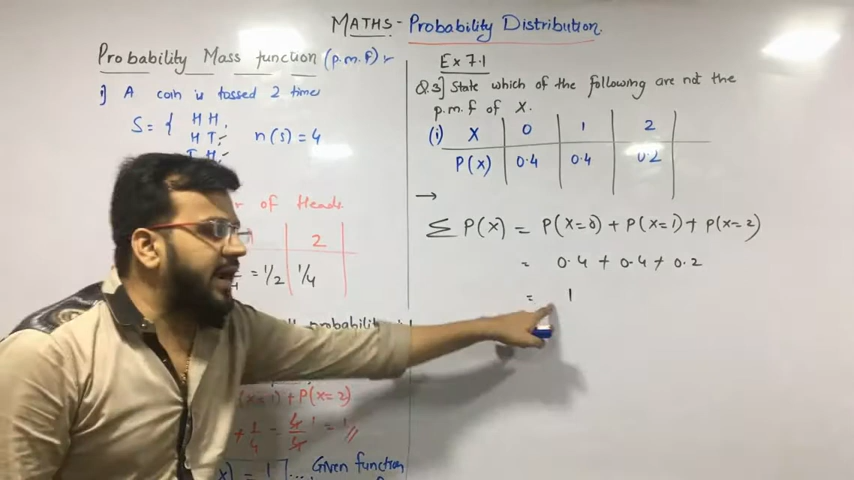 MATHS - Probability Distribution.
Probability Mass function (p.m.f) :-
i] A coin is tossed 2 time
S = { HH,
HT,
TH,
n(s) = 4
of Heads.
2
= 1/2 1/4
probability
(x=1) + P(x=2)
+ 1/4 = 4/4 = 1 //
x) = 1 ... Given function
Ex 7.1
Q.3] State which of the following are not the
p.m.f of X.
(i) X 0 1 2
P(x) 0.4 0.4 0.2
→
Σ P(x) = P(x=0) + P(x=1) + P(x=2)
= 0.4 + 0.4 + 0.2
= 1